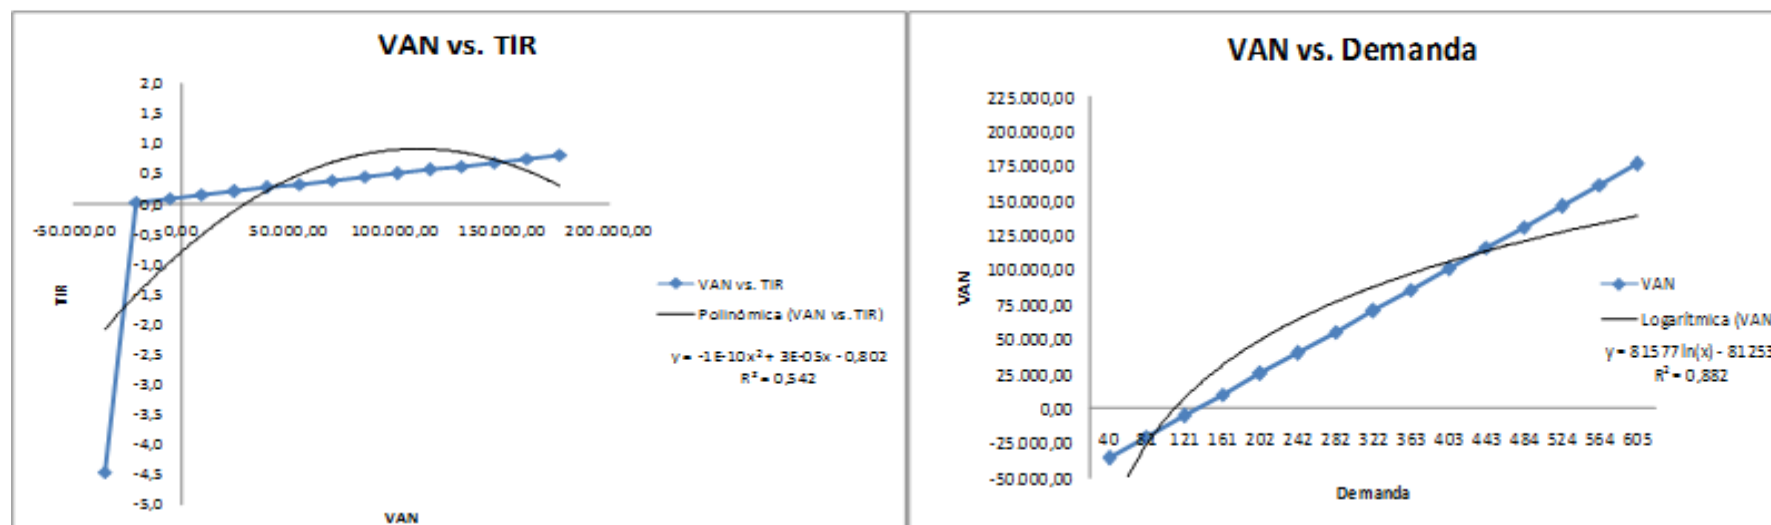 VAN vs. TIR
2,0
1,5
1,0
0,5
0,0
-50.000,00 0,00 50.000,00 100.000,00 150.000,00 200.000,00
-0,5
-1,0
-1,5
-2,0
-2,5
-3,0
-3,5
-4,0
-4,5
-5,0
TIR
VAN
VAN vs. TIR
Polinómica (VAN vs. TIR)
y = -1E-10x² + 3E-05x - 0,802
R² = 0,542
VAN vs. Demanda
225.000,00
200.000,00
175.000,00
150.000,00
125.000,00
100.000,00
75.000,00
50.000,00
25.000,00
0,00
-25.000,00
-50.000,00
40 81 121 161 202 242 282 322 363 403 443 484 524 564 605
VAN
Demanda
VAN
Logarítmica (VAN
y = 81577ln(x) - 81253
R² = 0,882